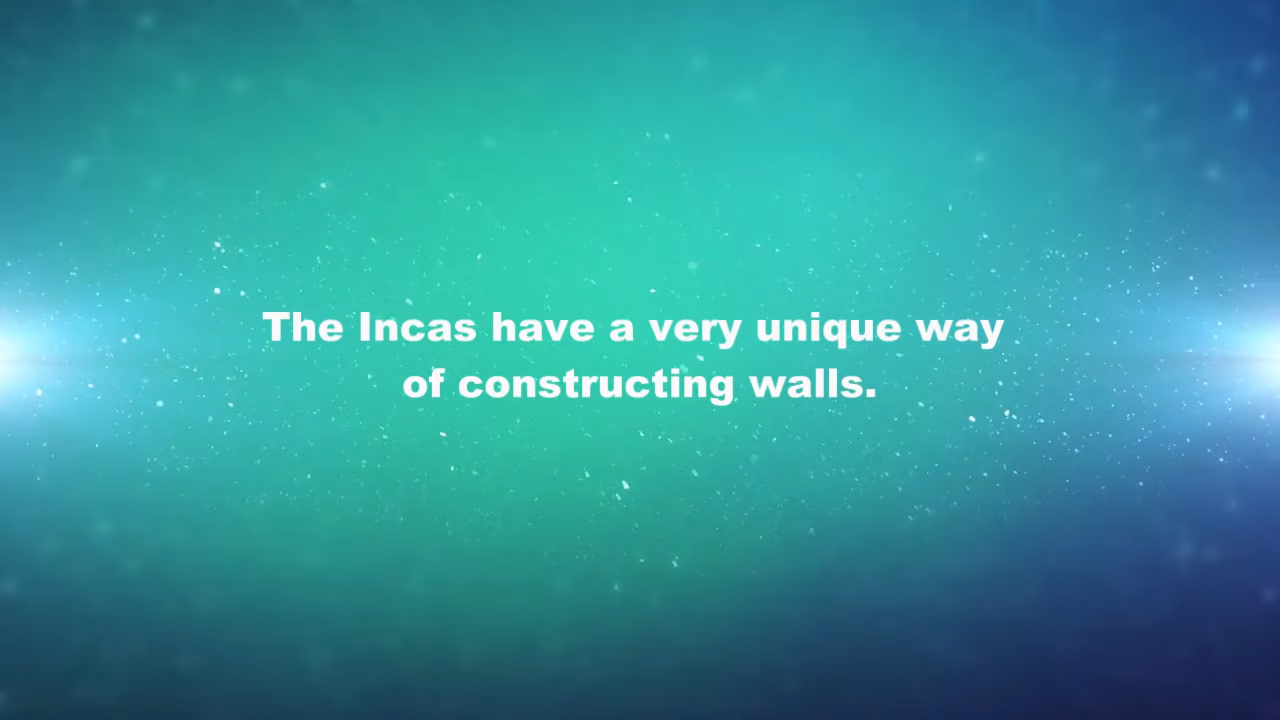 The Incas have a very unique way
of constructing walls.